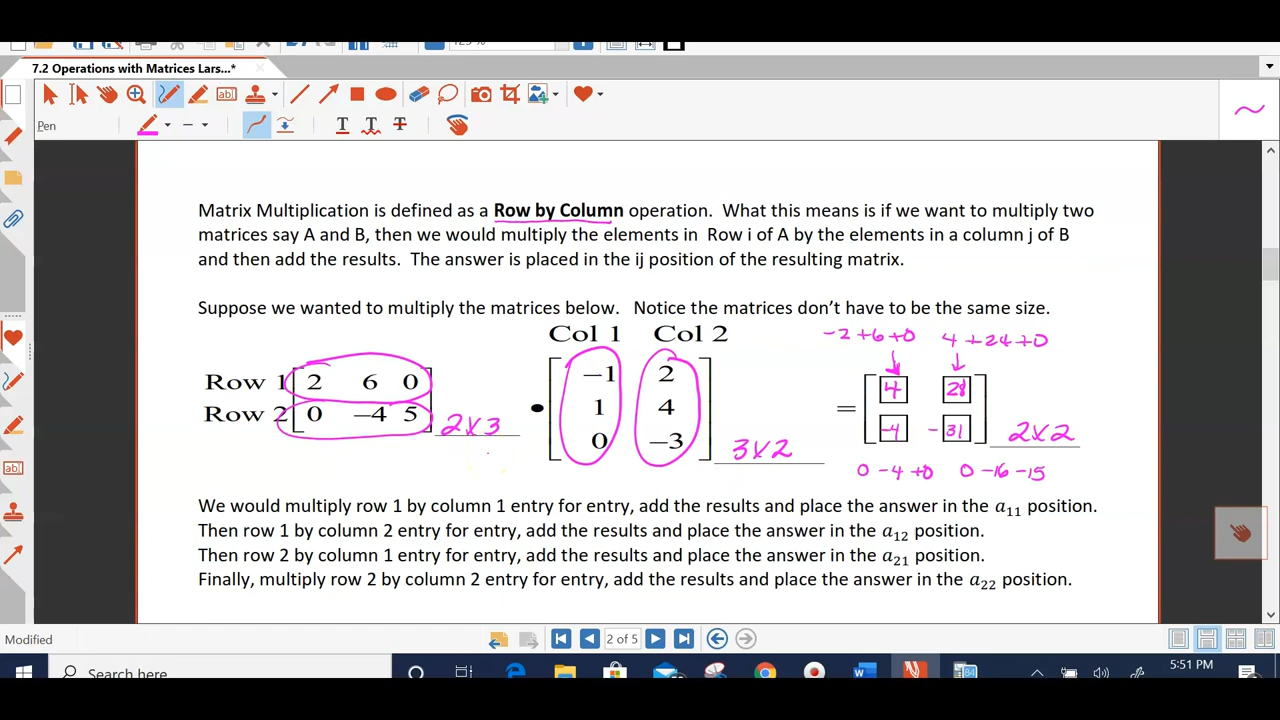 7.2 Operations with Matrices Lars...*
Pen
Matrix Multiplication is defined as a Row by Column operation. What this means is if we want to multiply two
matrices say A and B, then we would multiply the elements in Row i of A by the elements in a column j of B
and then add the results. The answer is placed in the ij position of the resulting matrix.
Suppose we wanted to multiply the matrices below. Notice the matrices don't have to be the same size.
Col 1 Col 2 -2+6+0 4+24+0
Row 1 2 6 0 -1 2 4 28
Row 2 0 -4 5 2x3 • 1 4 = -4 -31 2x2
0 -3 3x2
0-4+0 0-16-15
We would multiply row 1 by column 1 entry for entry, add the results and place the answer in the a11 position.
Then row 1 by column 2 entry for entry, add the results and place the answer in the a12 position.
Then row 2 by column 1 entry for entry, add the results and place the answer in the a21 position.
Finally, multiply row 2 by column 2 entry for entry, add the results and place the answer in the a22 position.
Modified
2 of 5
Search here
5:51 PM